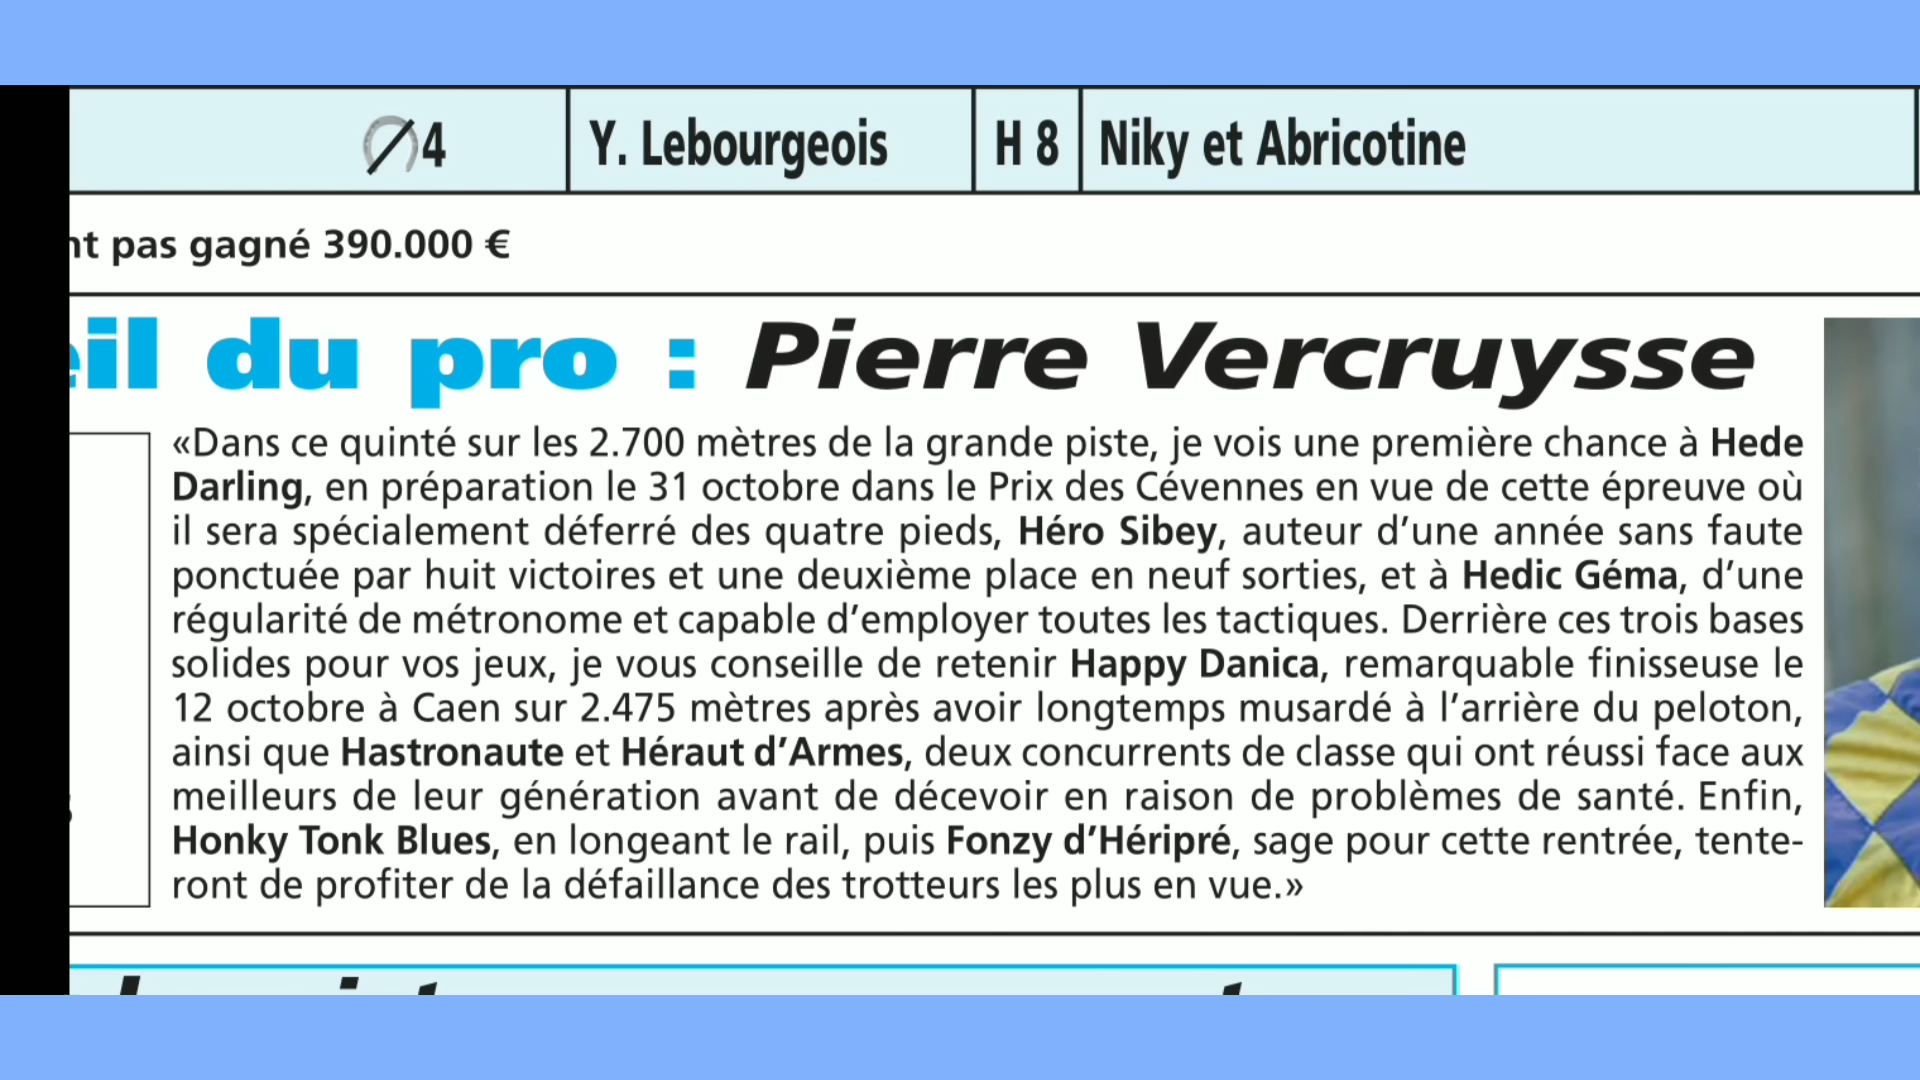 4 Y. Lebourgeois H 8 Niky et Abricotine
pas gagné 390.000 €
du pro : Pierre Vercruysse
«Dans ce quinté sur les 2.700 mètres de la grande piste, je vois une première chance à Hede
Darling, en préparation le 31 octobre dans le Prix des Cévennes en vue de cette épreuve où
il sera spécialement déferré des quatre pieds, Héro Sibey, auteur d’une année sans faute
ponctuée par huit victoires et une deuxième place en neuf sorties, et à Hedic Géma, d’une
régularité de métronome et capable d’employer toutes les tactiques. Derrière ces trois bases
solides pour vos jeux, je vous conseille de retenir Happy Danica, remarquable finisseuse le
12 octobre à Caen sur 2.475 mètres après avoir longtemps musardé à l’arrière du peloton,
ainsi que Hastronaute et Héraut d’Armes, deux concurrents de classe qui ont réussi face aux
meilleurs de leur génération avant de décevoir en raison de problèmes de santé. Enfin,
Honky Tonk Blues, en longeant le rail, puis Fonzy d’Héripré, sage pour cette rentrée, tente-
ront de profiter de la défaillance des trotteurs les plus en vue.»